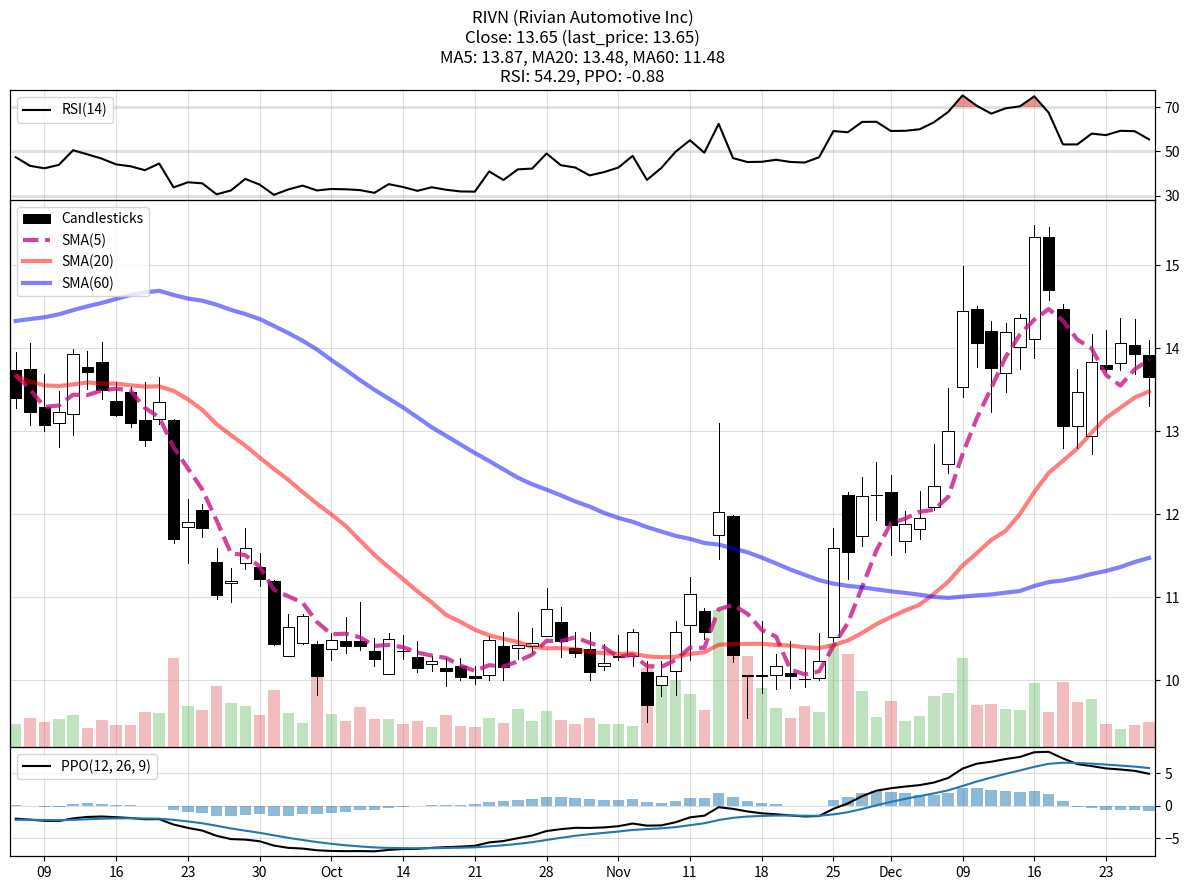 RIVN (Rivian Automotive Inc)
Close: 13.65 (last_price: 13.65)
MA5: 13.87, MA20: 13.48, MA60: 11.48
RSI: 54.29, PPO: -0.88
RSI(14)
70
50
30
Candlesticks
SMA(5)
SMA(20)
SMA(60)
15
14
13
12
11
10
PPO(12, 26, 9)
5
0
−5
09 16 23 30 Oct 14 21 28 Nov 11 18 25 Dec 09 16 23